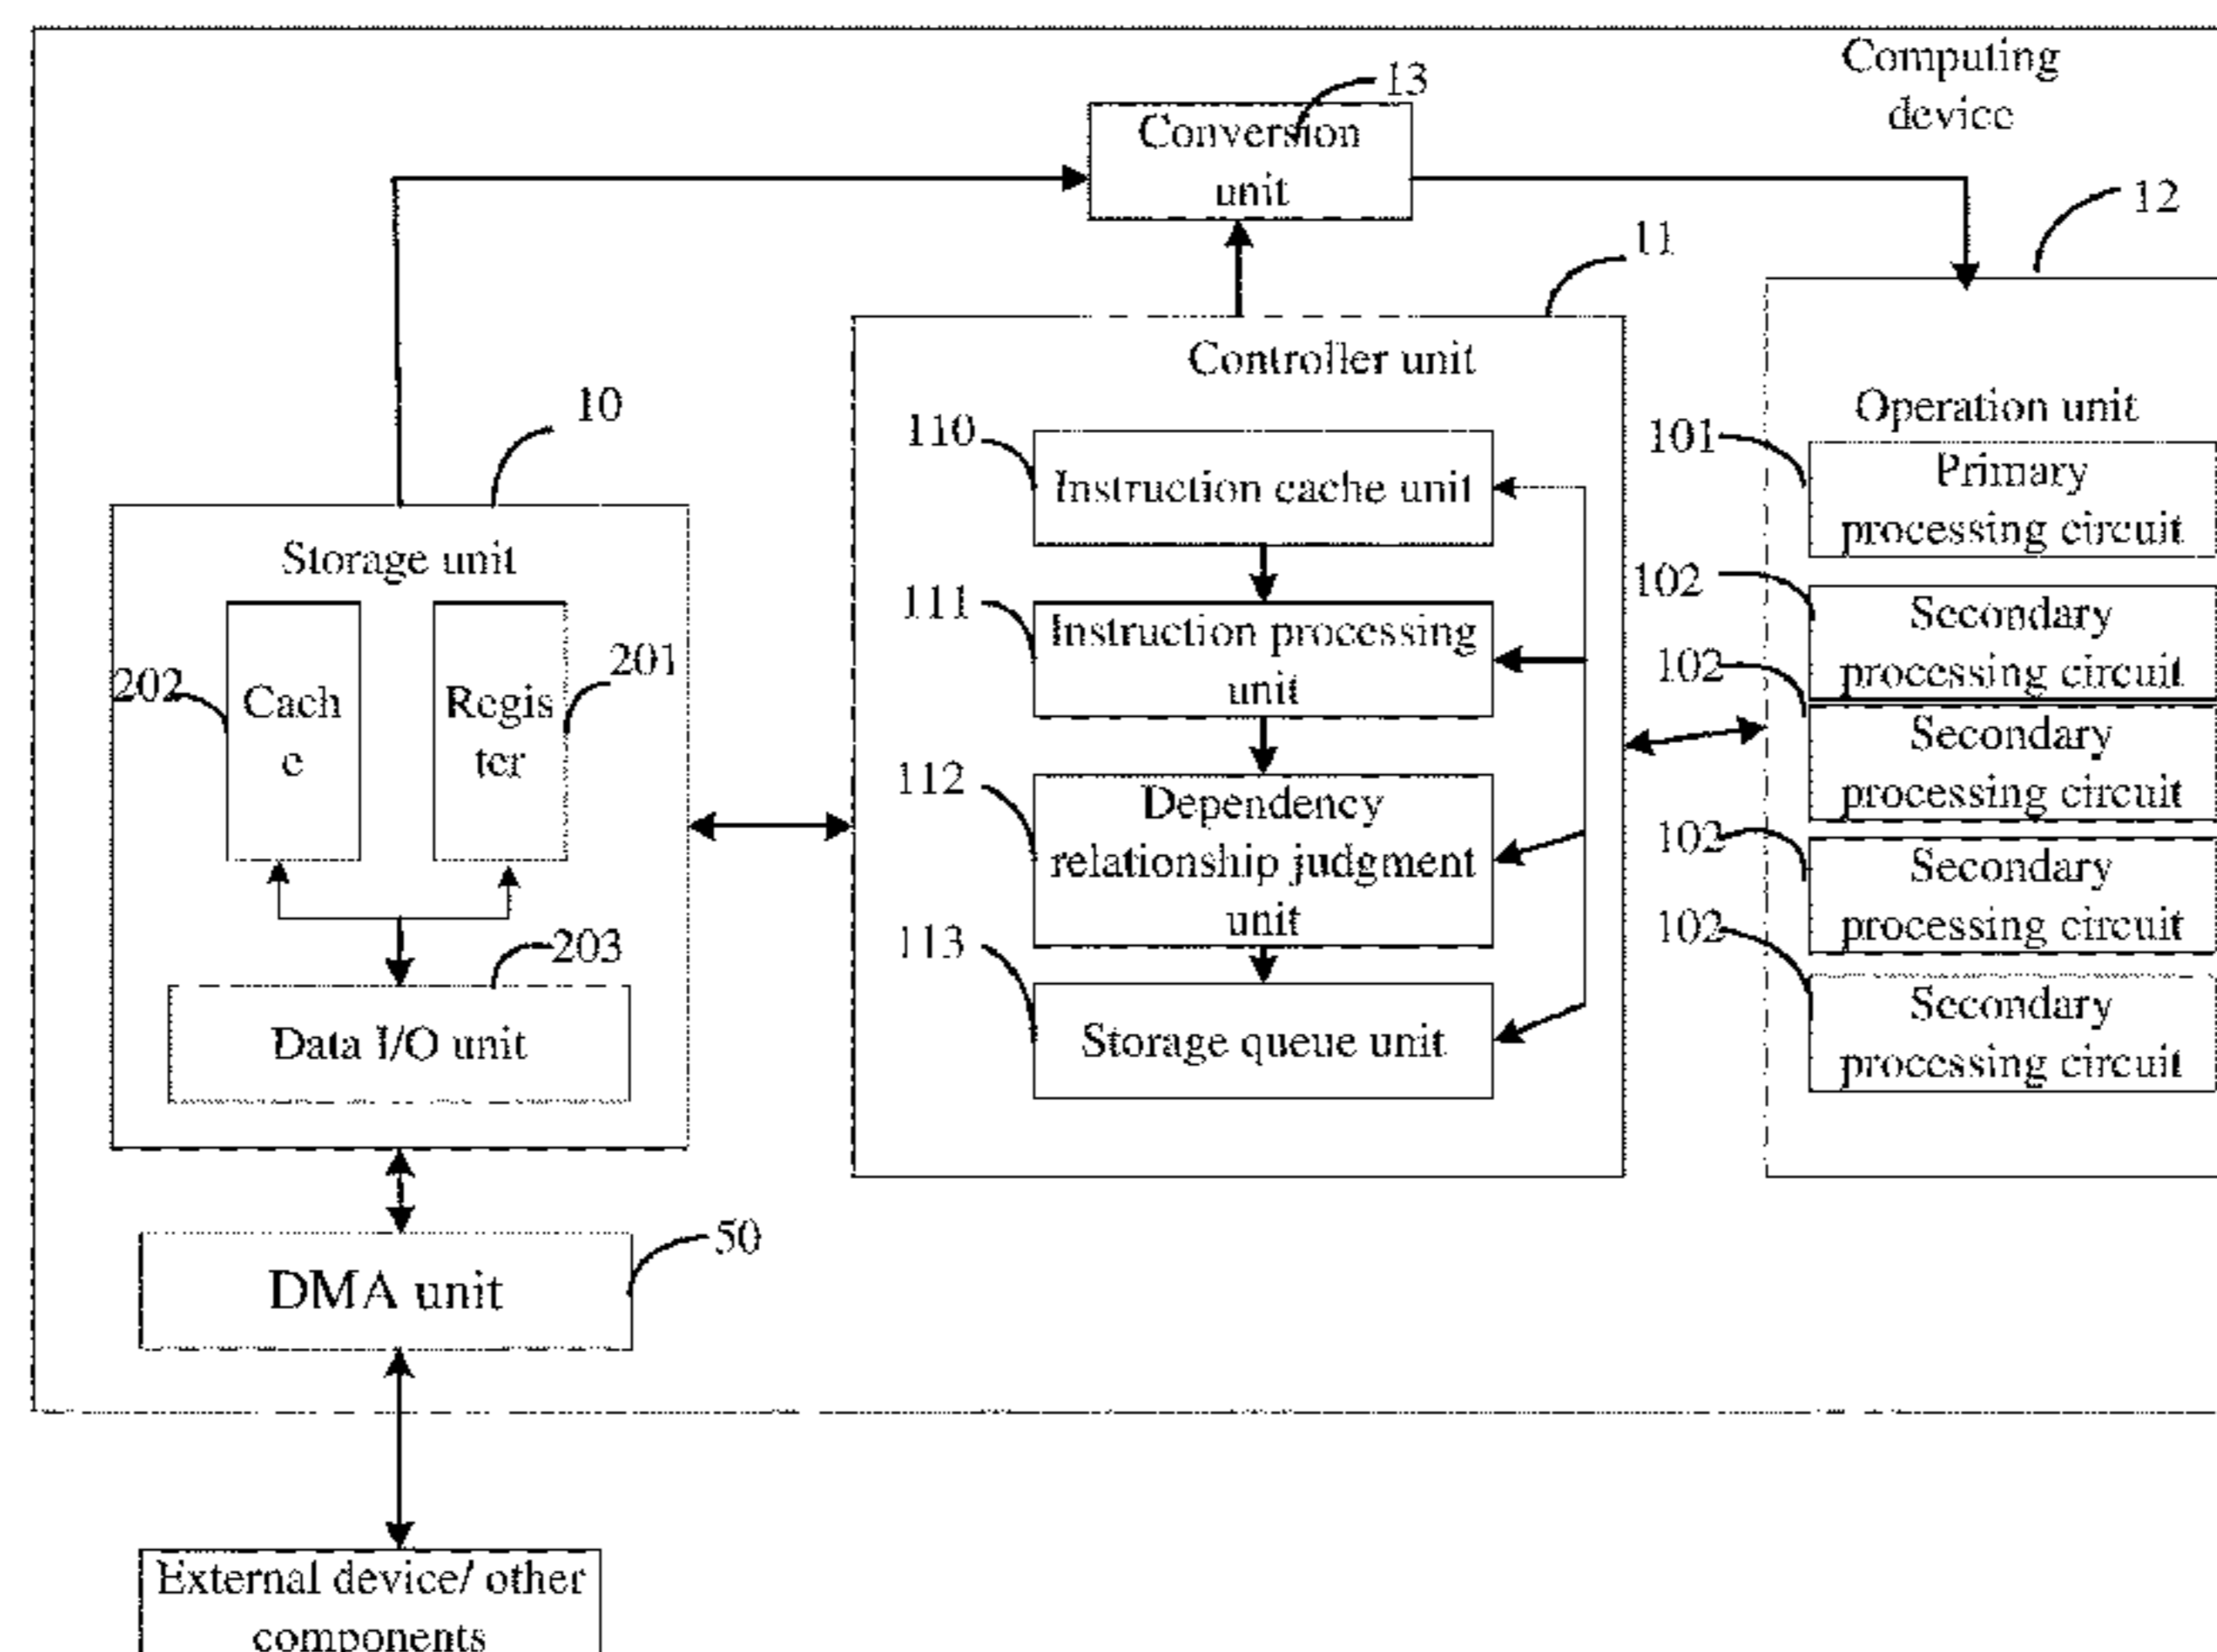 Computing
device
13
Conversion
unit
12
11
Controller unit
10
Operation unit
110
101
Instruction cache unit
Primary
processing circuit
Storage unit
111
Instruction processing
unit
102
Secondary
processing circuit
202
Cach
e
Regis
ter
201
102
Secondary
processing circuit
112
Dependency
relationship judgment
unit
102
Secondary
processing circuit
203
Data I/O unit
113
Storage queue unit
102
Secondary
processing circuit
50
DMA unit
External device/ other
components